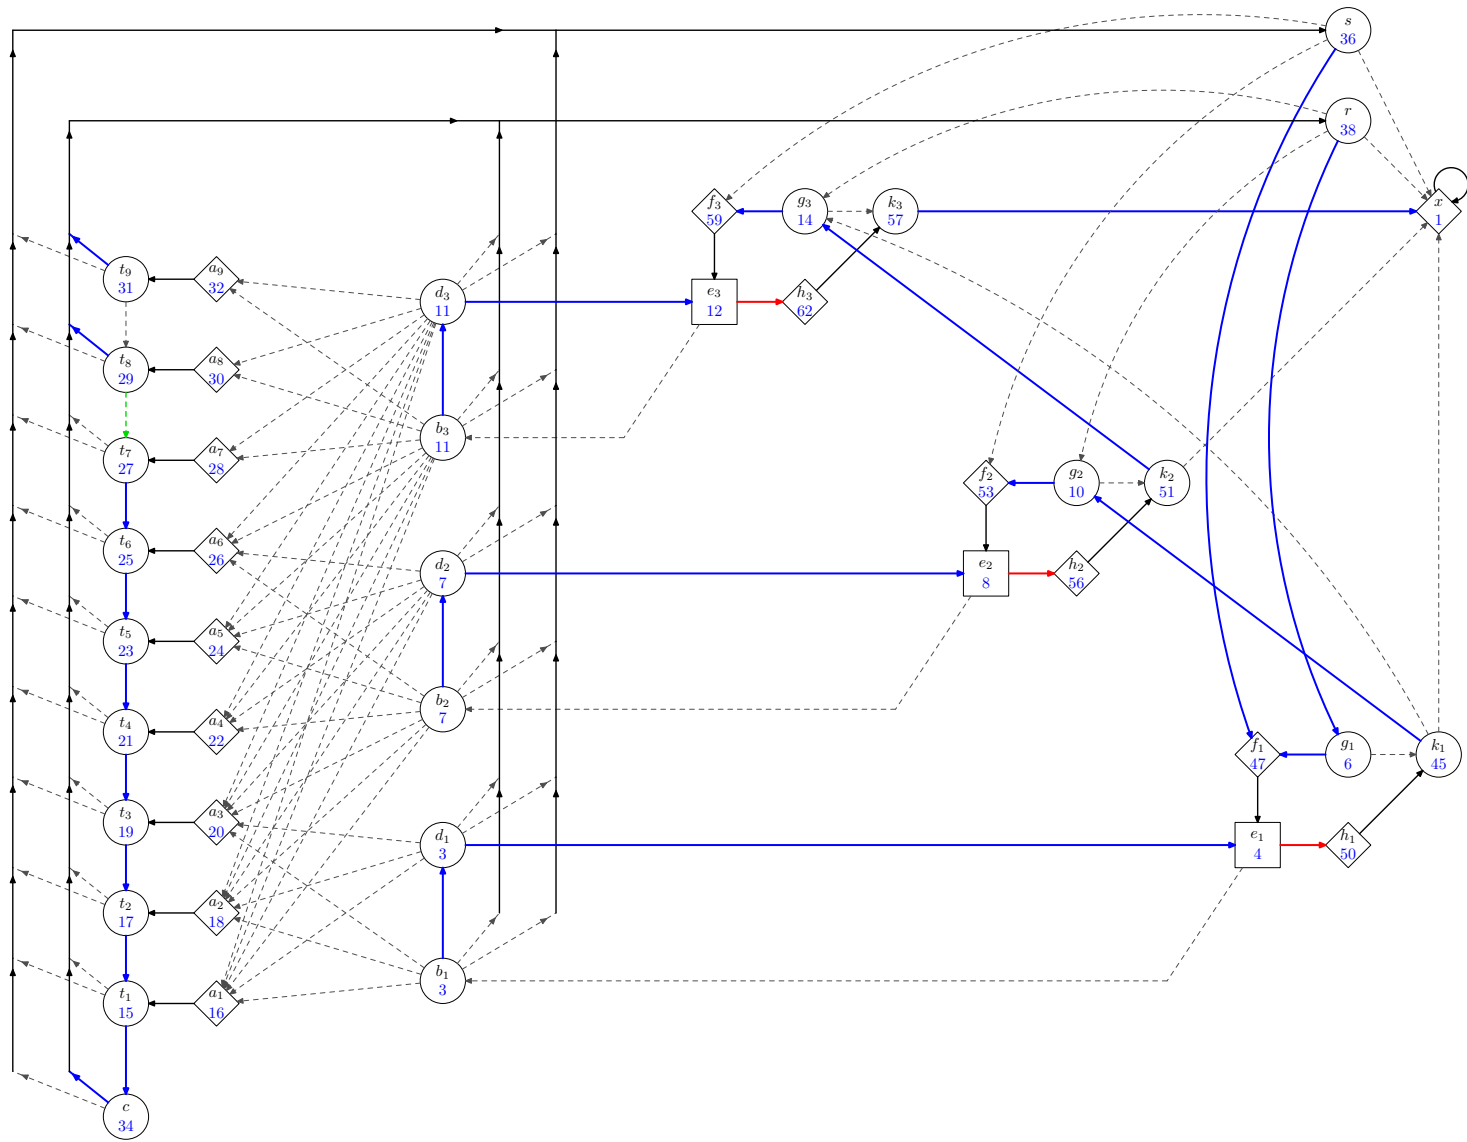 s
36
r
38
f₃
59
g₃
14
k₃
57
x
1
t₉
31
a₉
32
d₃
11
e₃
12
h₃
62
t₈
29
a₈
30
t₇
27
a₇
28
b₃
11
f₂
53
g₂
10
k₂
51
t₆
25
a₆
26
d₂
7
e₂
8
h₂
56
t₅
23
a₅
24
t₄
21
a₄
22
b₂
7
f₁
47
g₁
6
k₁
45
t₃
19
a₃
20
d₁
3
e₁
4
h₁
50
t₂
17
a₂
18
t₁
15
a₁
16
b₁
3
c
34